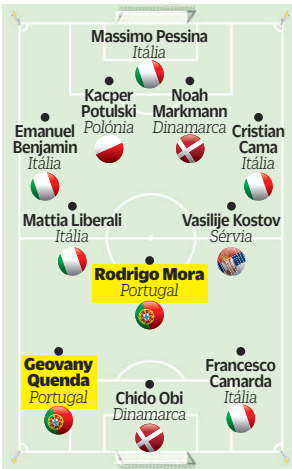 Massimo Pessina
Itália
Kacper
Potulski
Polónia
Noah
Markmann
Dinamarca
Emanuel
Benjamin
Itália
Cristian
Cama
Itália
Mattia Liberali
Itália
Vasilije Kostov
Sérvia
Rodrigo Mora
Portugal
Geovany
Quenda
Portugal
Chido Obi
Dinamarca
Francesco
Camarda
Itália